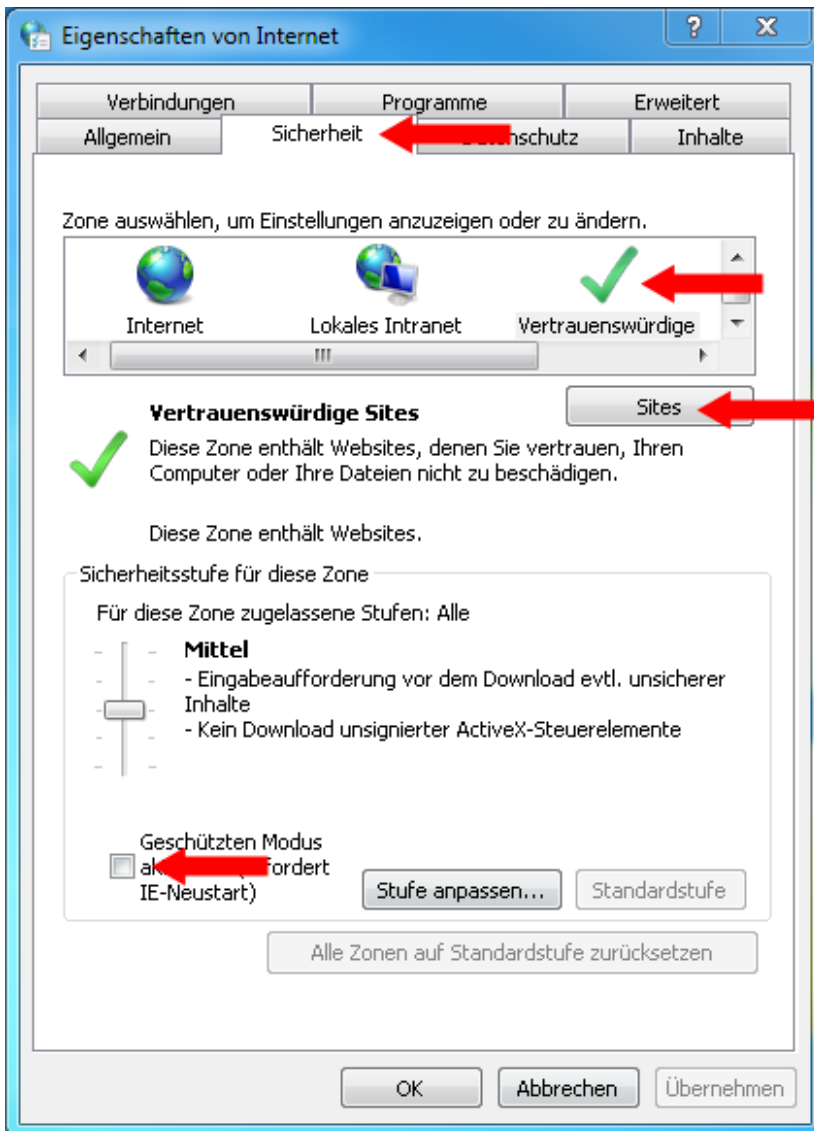 Eigenschaften von Internet
Verbindungen Programme Erweitert
Allgemein Sicherheit Inhalte
Zone auswählen, um Einstellungen anzuzeigen oder zu ändern.
Internet Lokales Intranet Vertrauenswürdige
Sites
Vertrauenswürdige Sites
Diese Zone enthält Websites, denen Sie vertrauen, Ihren
Computer oder Ihre Dateien nicht zu beschädigen.
Diese Zone enthält Websites.
Sicherheitsstufe für diese Zone
Für diese Zone zugelassene Stufen: Alle
Mittel
- Eingabeaufforderung vor dem Download evtl. unsicherer
Inhalte
- Kein Download unsignierter ActiveX-Steuerelemente
Geschützten Modus
IE-Neustart)
Stufe anpassen... Standardstufe
Alle Zonen auf Standardstufe zurücksetzen
OK Abbrechen Übernehmen